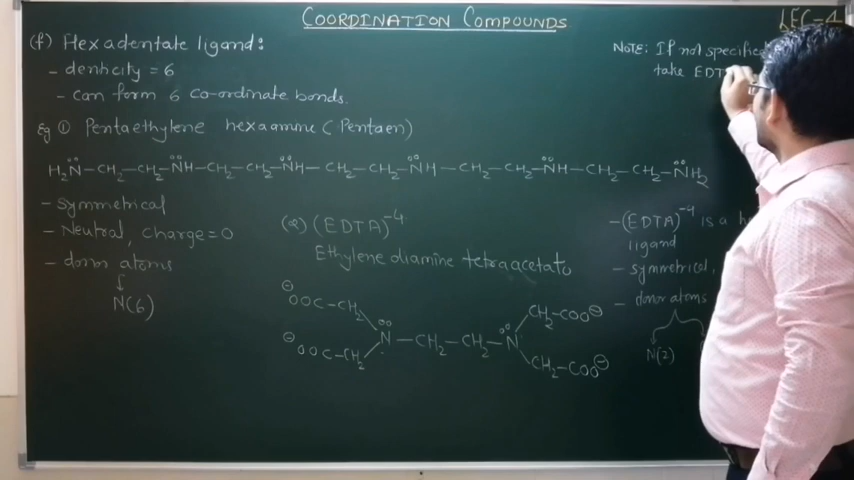 COORDINATION COMPOUNDS
LEC-4
(f) Hexadentate ligand:
- denticity = 6
- can form 6 co-ordinate bonds.
NOTE: If not specified
take EDT
Eg ① Pentaethylene hexaamine (Pentaen)
H₂N̈-CH₂-CH₂-N̈H-CH₂-CH₂-N̈H-CH₂-CH₂-N̈H-CH₂-CH₂-N̈H-CH₂-CH₂-N̈H₂
- Symmetrical
- Neutral, charge=0
- donor atoms
↓
N(6)
(2) (EDTA)⁻⁴
Ethylene diamine tetraacetato
⊖OOC-CH₂
⊖OOC-CH₂
N̈-CH₂-CH₂-N̈
CH₂-COO⊖
CH₂-COO⊖
- (EDTA)⁻⁴ is a
ligand
- symmetrical,
- donor atoms
N(2)